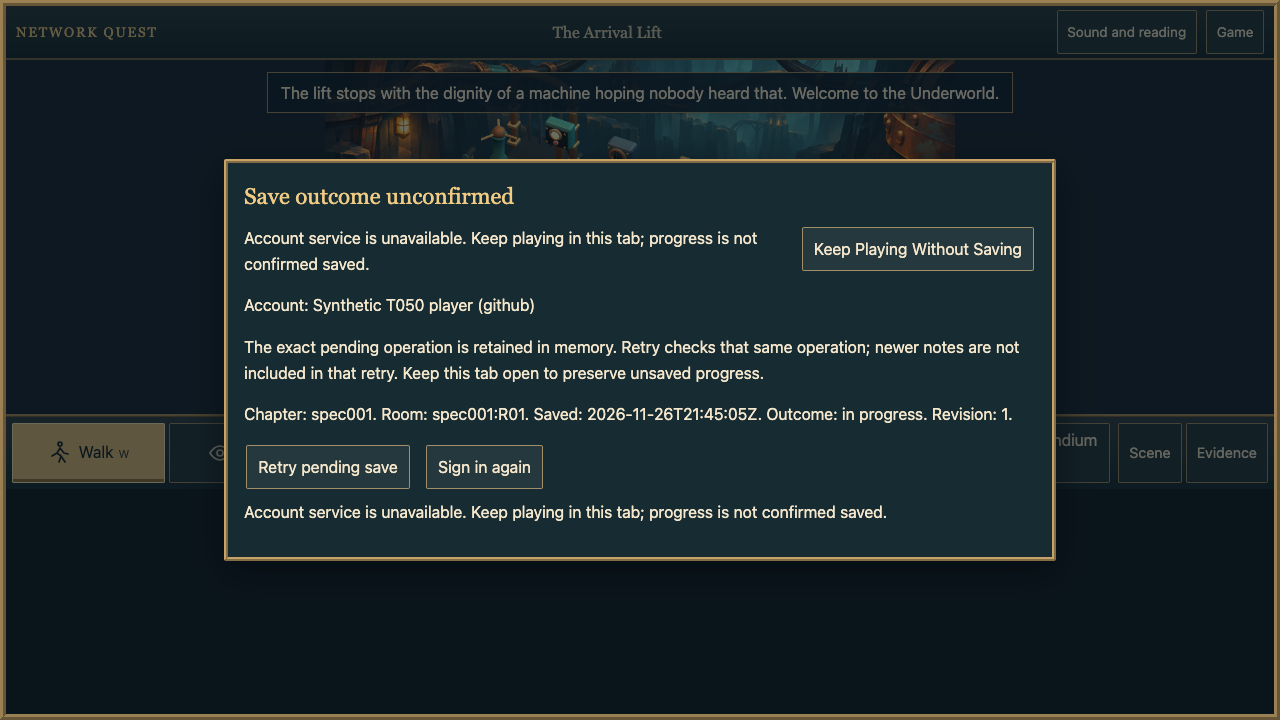 NETWORK QUEST
The Arrival Lift
Sound and reading
Game
The lift stops with the dignity of a machine hoping nobody heard that. Welcome to the Underworld.
Save outcome unconfirmed
Account service is unavailable. Keep playing in this tab; progress is not
confirmed saved.
Keep Playing Without Saving
Account: Synthetic T050 player (github)
The exact pending operation is retained in memory. Retry checks that same operation; newer notes are not
included in that retry. Keep this tab open to preserve unsaved progress.
Chapter: spec001. Room: spec001:R01. Saved: 2026-11-26T21:45:05Z. Outcome: in progress. Revision: 1.
Retry pending save
Sign in again
Account service is unavailable. Keep playing in this tab; progress is not confirmed saved.
Walk W
Scene
Evidence